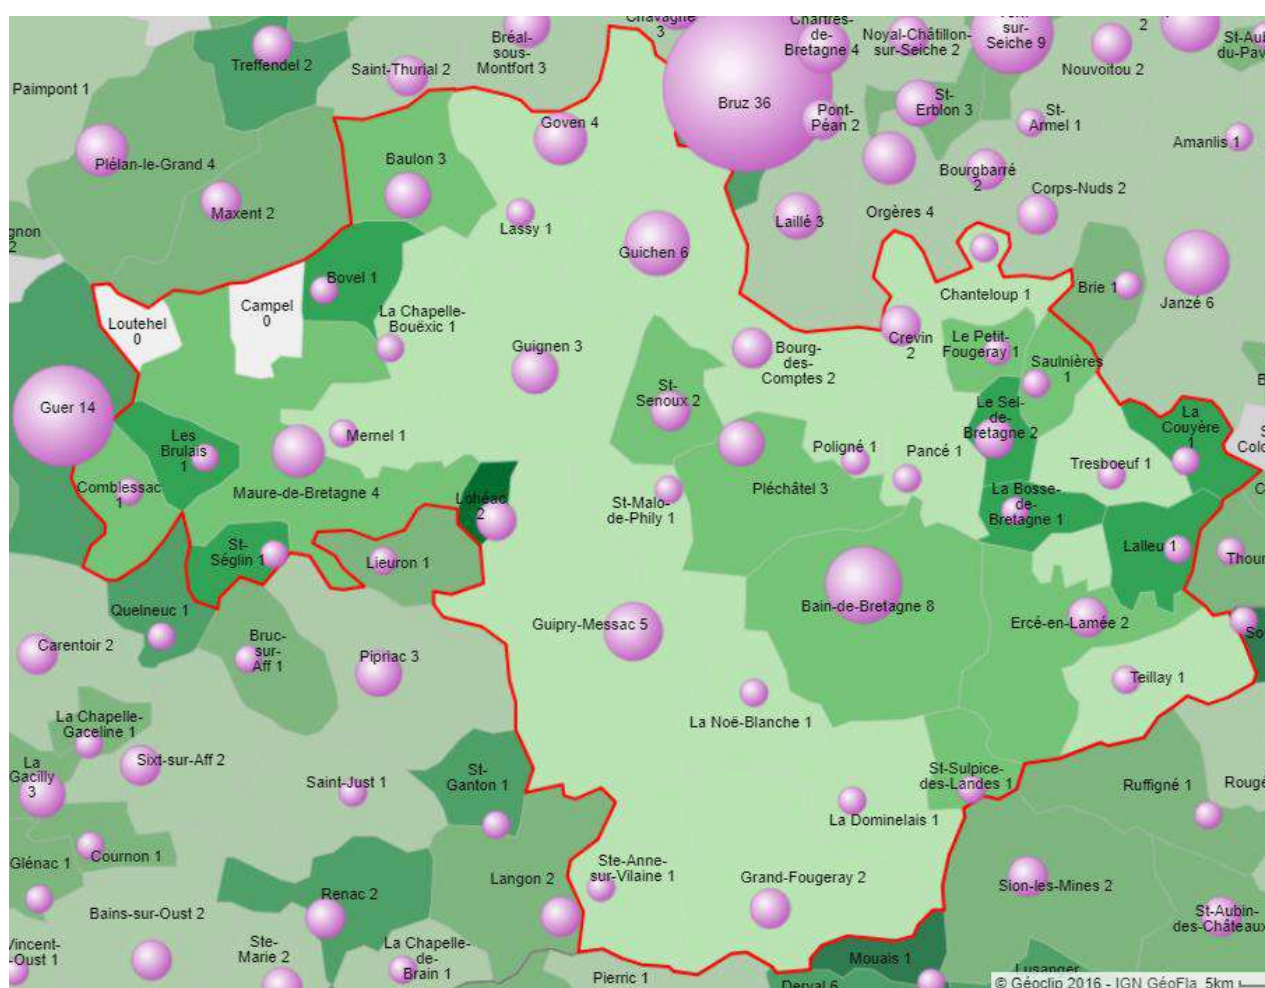 Chavagne
3
Chartres-
de-
Bretagne 4
Noyal-Châtillon-
sur-Seiche 2
sur-
Seiche 9
2
Nouvoitou 2
St-Aub
du-Pav
Bréal-
sous-
Montfort 3
Treffendel 2
Saint-Thurial 2
Paimpont 1
Bruz 36
Pont-
Péan 2
St-
Erblon 3
St-
Armel 1
Amanlis 1
Goven 4
Baulon 3
Plélan-le-Grand 4
Maxent 2
Bourgbarré
2
Corps-Nuds 2
Laillé 3
Orgères 4
Lassy 1
Guichen 6
gnon
2
Bovel 1
Campel
0
Loutehel
0
La Chapelle-
Bouëxic 1
Chanteloup 1
Brie 1
Janzé 6
Guignen 3
Bourg-
des-
Comptes 2
Crevin
2
Le Petit-
Fougeray 1
Saulnières
1
Guer 14
St-
Senoux 2
Le Sel-
de-
Bretagne 2
La
Couyère
1
Les
Brulais
1
Mernel 1
Poligné 1
Pancé 1
Tresboeuf 1
Colo
Comblessac
1
Maure-de-Bretagne 4
Lohéac
2
St-Malo-
de-Phily 1
Pléchâtel 3
La Bosse-
de-
Bretagne 1
Lalleu 1
St-
Séglin 1
Lieuron 1
Thour
Quelneuc 1
Bain-de-Bretagne 8
Guipry-Messac 5
Ercé-en-Lamée 2
So
Carentoir 2
Bruc-
sur-
Aff 1
Pipriac 3
Teillay 1
La Noë-Blanche 1
La Chapelle-
Gaceline 1
La
Gacilly
3
Sixt-sur-Aff 2
Saint-Just 1
St-
Ganton 1
St-Sulpice-
des-Landes 1
Ruffigné 1
Rougé
La Dominelais 1
Glénac 1
Cournon 1
Ste-Anne-
sur-Vilaine 1
Langon 2
Grand-Fougeray 2
Sion-les-Mines 2
Renac 2
Bains-sur-Oust 2
St-Aubin-
des-Châteaux
Vincent-
-Oust 1
Ste-
Marie 2
La Chapelle-
de-
Brain 1
Pierric 1
Mouais 1
Derval 6
Lusanger
© Géoclip 2016 - IGN GéoFla 5km